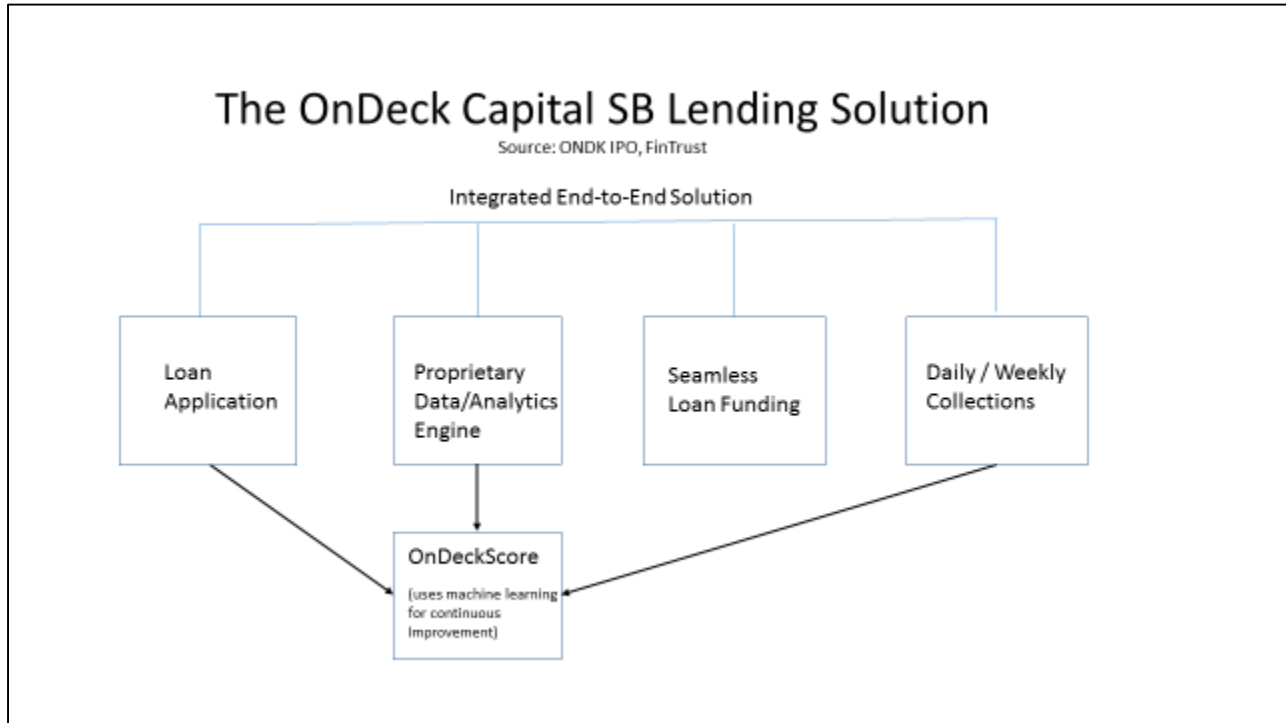 The OnDeck Capital SB Lending Solution
Source: ONDK IPO, FinTrust
Integrated End-to-End Solution
Loan
Application
Proprietary
Data/Analytics
Engine
Seamless
Loan Funding
Daily / Weekly
Collections
OnDeckScore
(uses machine learning
for continuous
Improvement)